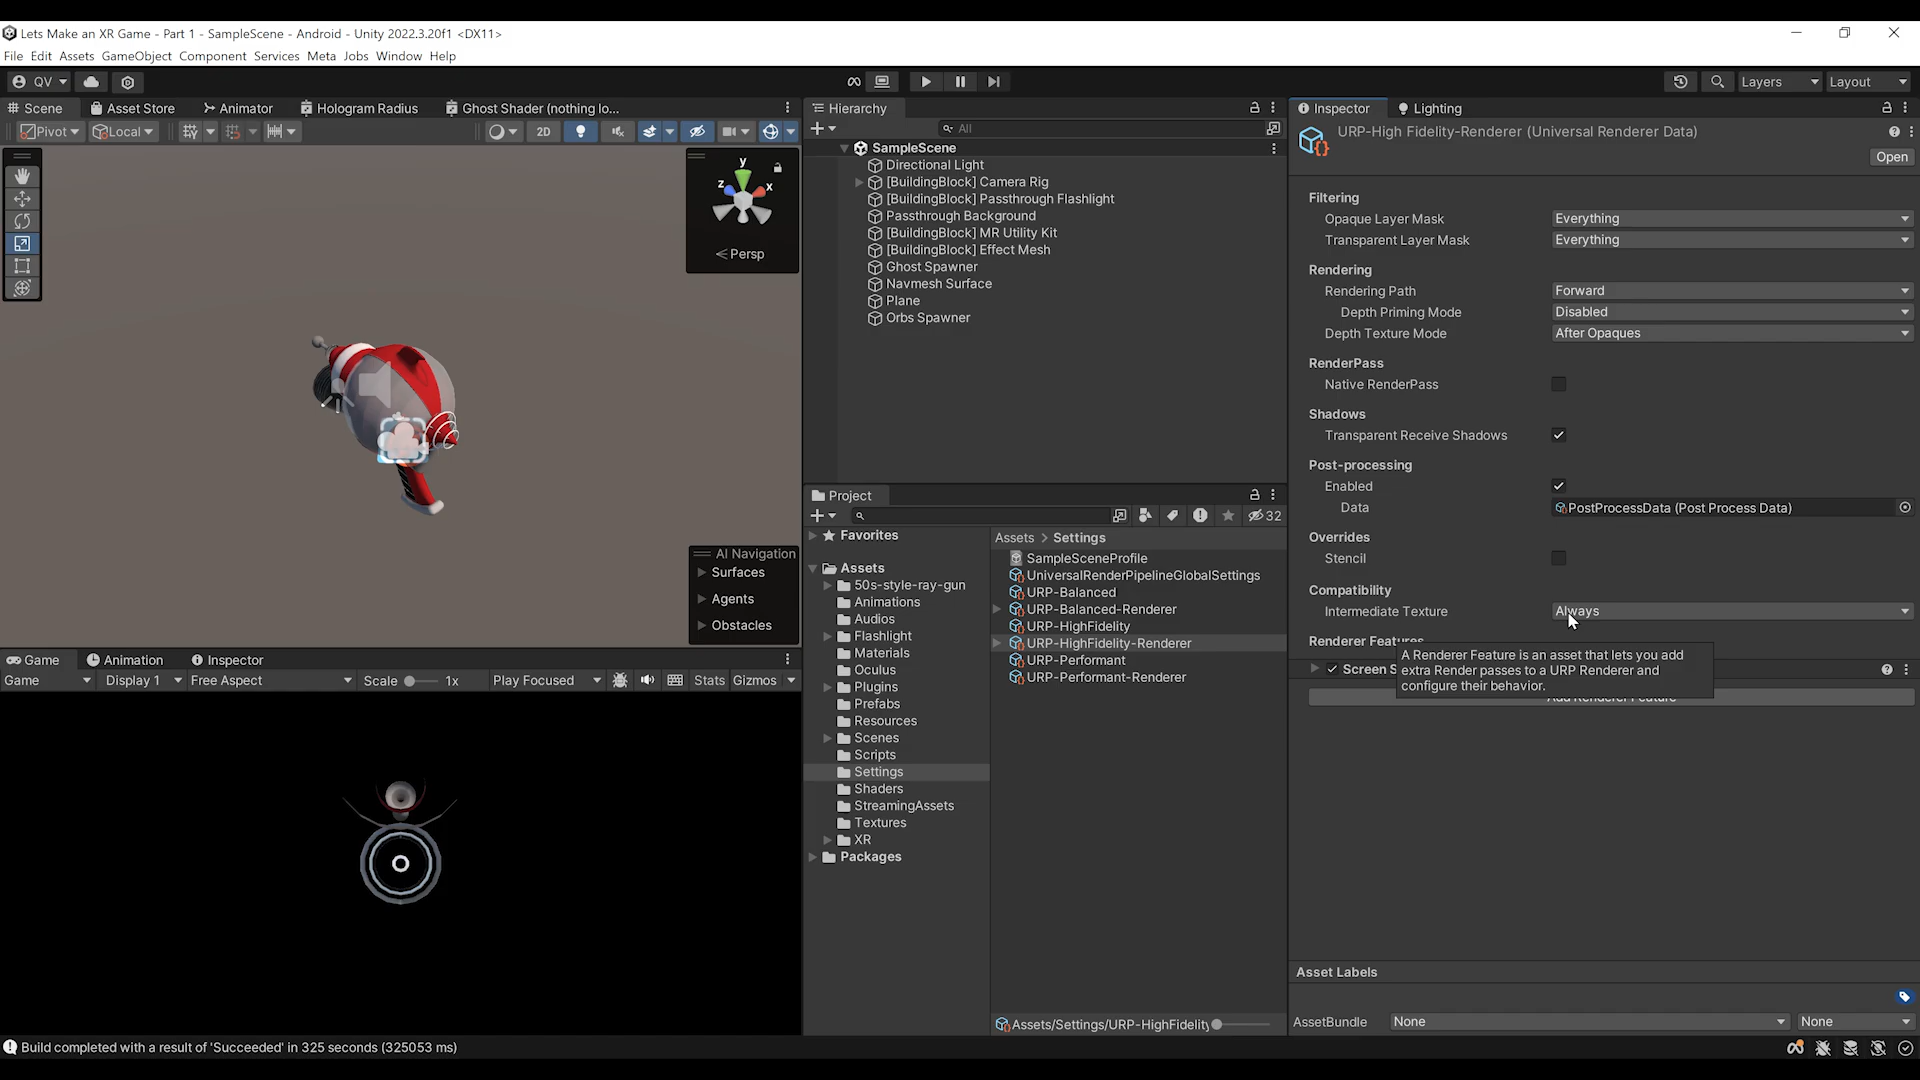 Lets Make an XR Game - Part 1 - SampleScene - Android - Unity 2022.3.20f1 <DX11>
File Edit Assets GameObject Component Services Meta Jobs Window Help
QV
Layers
Layout
Scene
Asset Store
Animator
Hologram Radius
Ghost Shader (nothing lo...
Pivot
Local
2D
y
z
x
Persp
AI Navigation
Surfaces
Agents
Obstacles
Game
Animation
Inspector
Game
Display 1
Free Aspect
Scale
1x
Play Focused
Stats
Gizmos
Hierarchy
All
SampleScene
Directional Light
[BuildingBlock] Camera Rig
[BuildingBlock] Passthrough Flashlight
Passthrough Background
[BuildingBlock] MR Utility Kit
[BuildingBlock] Effect Mesh
Ghost Spawner
Navmesh Surface
Plane
Orbs Spawner
Project
32
Favorites
Assets
50s-style-ray-gun
Animations
Audios
Flashlight
Materials
Oculus
Plugins
Prefabs
Resources
Scenes
Scripts
Settings
Shaders
StreamingAssets
Textures
XR
Packages
Assets > Settings
SampleSceneProfile
UniversalRenderPipelineGlobalSettings
URP-Balanced
URP-Balanced-Renderer
URP-HighFidelity
URP-HighFidelity-Renderer
URP-Performant
URP-Performant-Renderer
Assets/Settings/URP-HighFidelity
Inspector
Lighting
URP-High Fidelity-Renderer (Universal Renderer Data)
Open
Filtering
Opaque Layer Mask Everything
Transparent Layer Mask Everything
Rendering
Rendering Path Forward
Depth Priming Mode Disabled
Depth Texture Mode After Opaques
RenderPass
Native RenderPass
Shadows
Transparent Receive Shadows
Post-processing
Enabled
Data PostProcessData (Post Process Data)
Overrides
Stencil
Compatibility
Intermediate Texture Always
Renderer Features
A Renderer Feature is an asset that lets you add
extra Render passes to a URP Renderer and
configure their behavior.
Screen S
Add Renderer Feature
Asset Labels
AssetBundle None None
Build completed with a result of 'Succeeded' in 325 seconds (325053 ms)